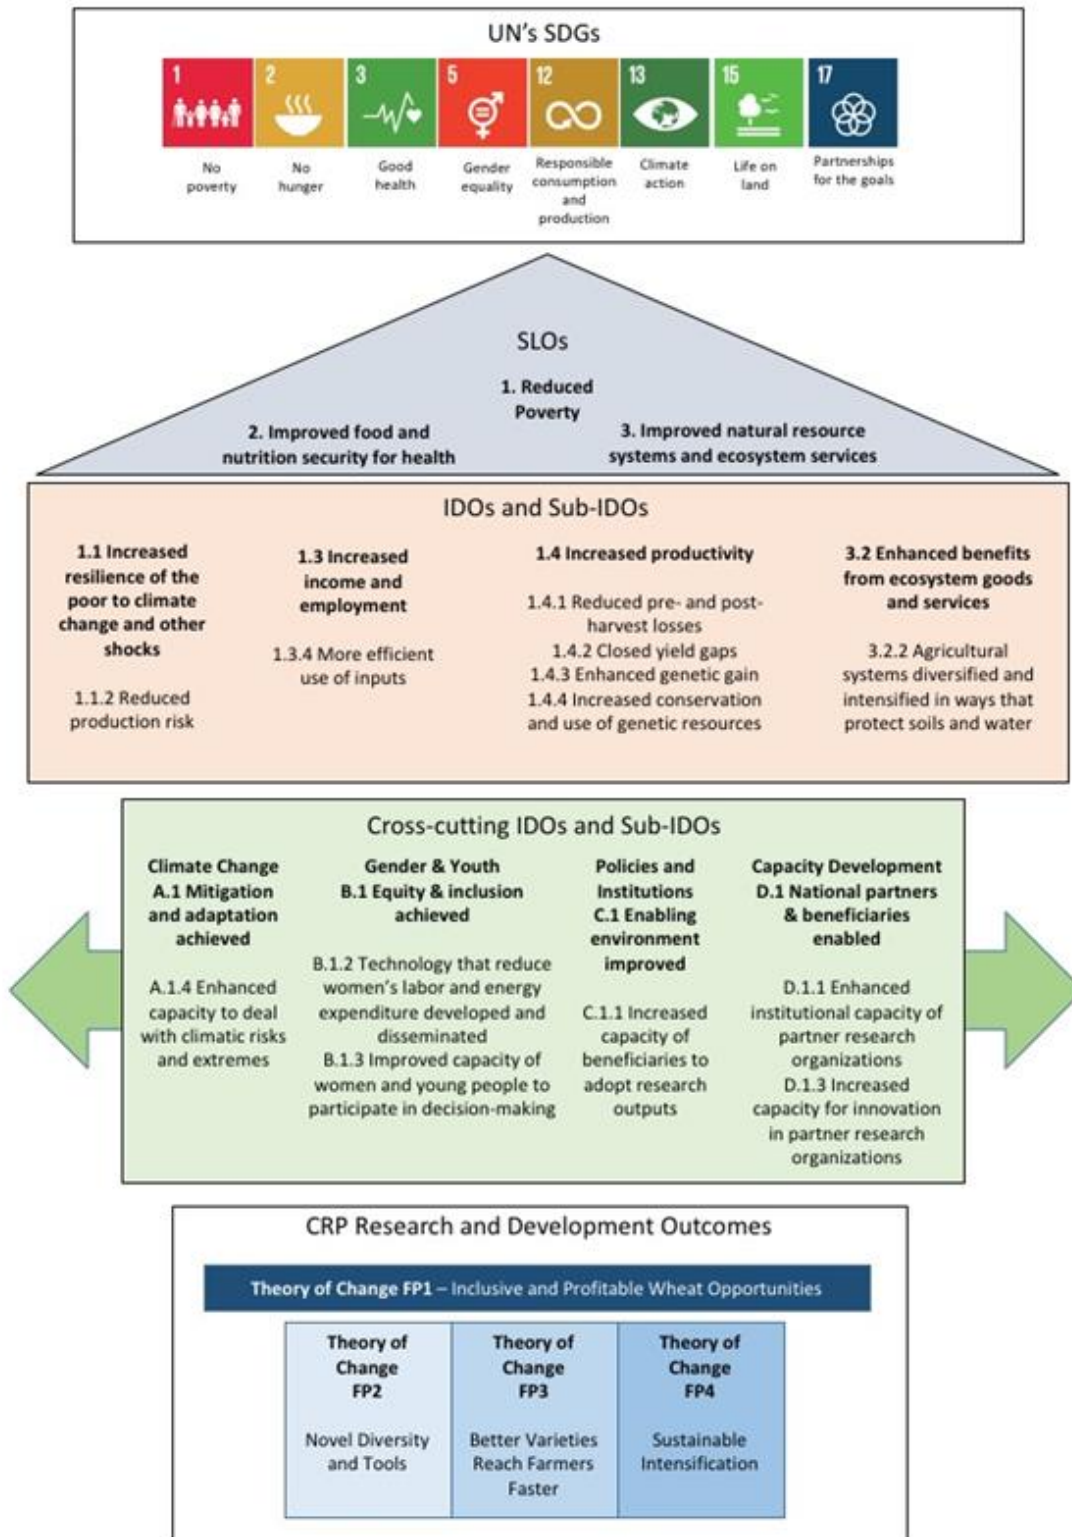 UN's SDGs
1
2
3
5
12
13
15
17
No
poverty
No
hunger
Good
health
Gender
equality
Responsible
consumption
and
production
Climate
action
Life on
land
Partnerships
for the goals
SLOs
1. Reduced
Poverty
2. Improved food and
nutrition security for health
3. Improved natural resource
systems and ecosystem services
IDOs and Sub-IDOs
1.1 Increased
resilience of the
poor to climate
change and other
shocks
1.1.2 Reduced
production risk
1.3 Increased
income and
employment
1.3.4 More efficient
use of inputs
1.4 Increased productivity
1.4.1 Reduced pre- and post-
harvest losses
1.4.2 Closed yield gaps
1.4.3 Enhanced genetic gain
1.4.4 Increased conservation
and use of genetic resources
3.2 Enhanced benefits
from ecosystem goods
and services
3.2.2 Agricultural
systems diversified and
intensified in ways that
protect soils and water
Cross-cutting IDOs and Sub-IDOs
Climate Change
A.1 Mitigation
and adaptation
achieved
A.1.4 Enhanced
capacity to deal
with climatic risks
and extremes
Gender & Youth
B.1 Equity & inclusion
achieved
B.1.2 Technology that reduce
women's labor and energy
expenditure developed and
disseminated
B.1.3 Improved capacity of
women and young people to
participate in decision-making
Policies and
Institutions
C.1 Enabling
environment
improved
C.1.1 Increased
capacity of
beneficiaries to
adopt research
outputs
Capacity Development
D.1 National partners
& beneficiaries
enabled
D.1.1 Enhanced
institutional capacity of
partner research
organizations
D.1.3 Increased
capacity for innovation
in partner research
organizations
CRP Research and Development Outcomes
Theory of Change FP1 – Inclusive and Profitable Wheat Opportunities
Theory of
Change
FP2
Novel Diversity
and Tools
Theory of
Change
FP3
Better Varieties
Reach Farmers
Faster
Theory of
Change
FP4
Sustainable
Intensification